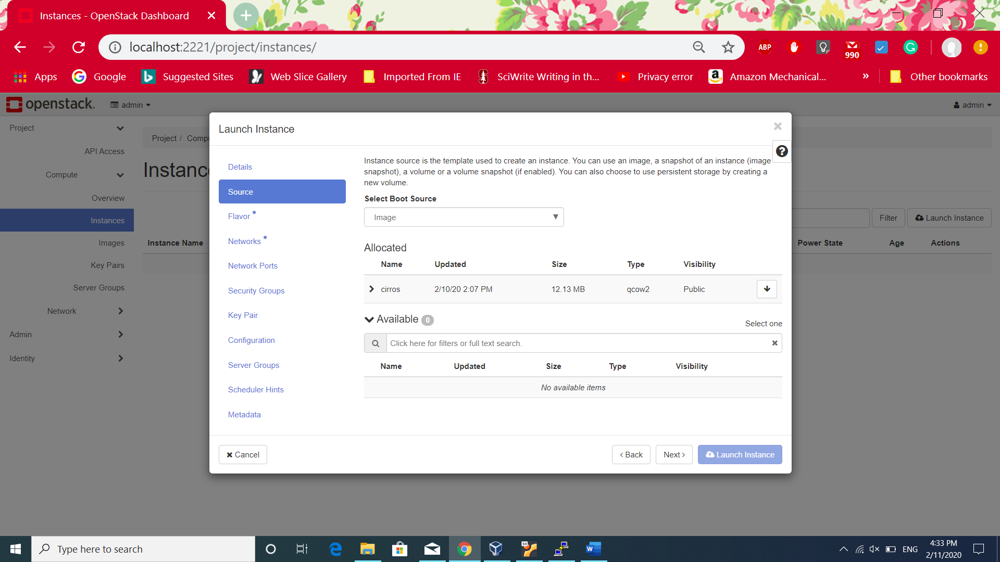 Instances - OpenStack Dashboard
localhost:2221/project/instances/
ABP
990
Apps
Google
Suggested Sites
Web Slice Gallery
Imported From IE
SciWrite Writing in th...
Privacy error
Amazon Mechanical...
»
Other bookmarks
openstack.
admin
admin
Project
API Access
Compute
Overview
Instances
Images
Key Pairs
Server Groups
Network
Admin
Identity
Project / Compu
Instanc
Filter
Launch Instance
Instance Name
Power State
Age
Actions
Launch Instance
Details
Source
Flavor *
Networks *
Network Ports
Security Groups
Key Pair
Configuration
Server Groups
Scheduler Hints
Metadata
Instance source is the template used to create an instance. You can use an image, a snapshot of an instance (image
snapshot), a volume or a volume snapshot (if enabled). You can also choose to use persistent storage by creating a
new volume.
Select Boot Source
Image
Allocated
Name Updated Size Type Visibility
cirros 2/10/20 2:07 PM 12.13 MB qcow2 Public
Available 0
Select one
Click here for filters or full text search.
Name Updated Size Type Visibility
No available items
Cancel
‹ Back
Next ›
Launch Instance
Type here to search
64
ENG
4:33 PM
2/11/2020